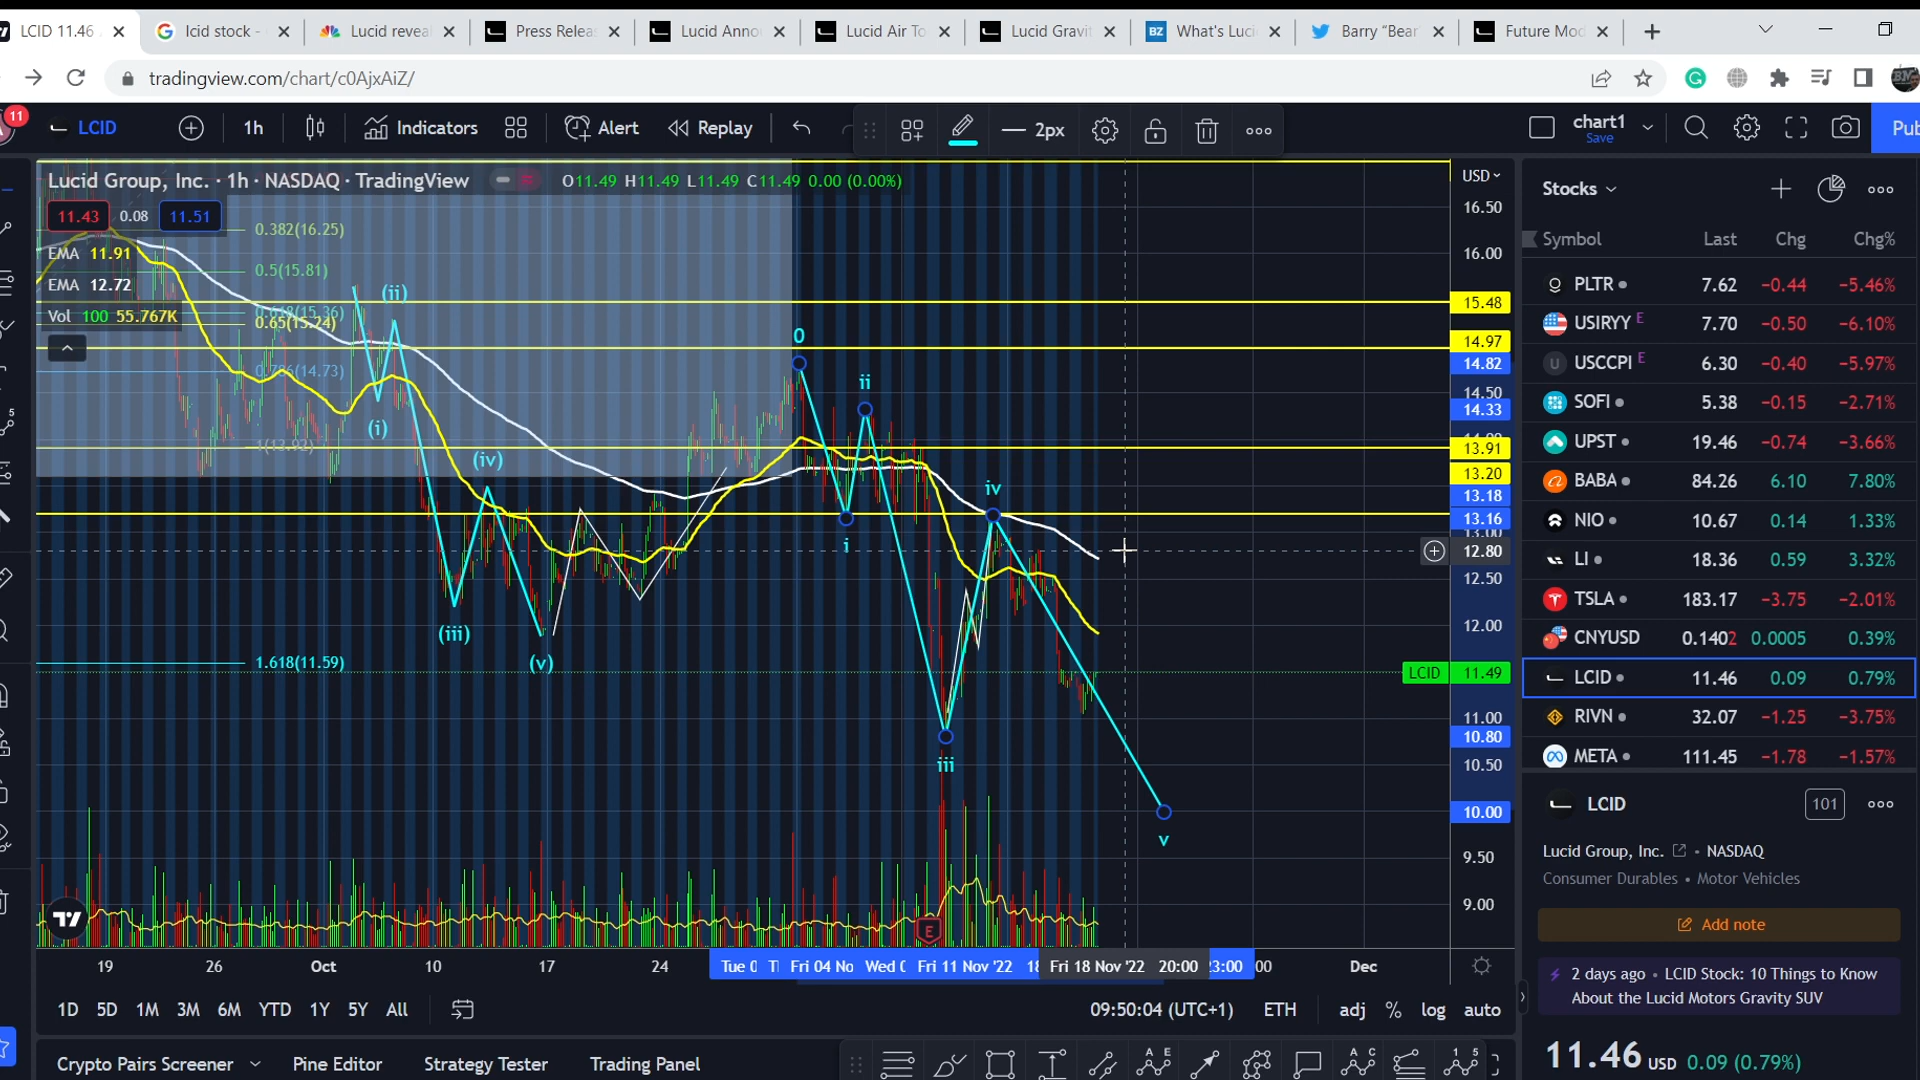 LCID 11.46
lcid stock -
Lucid reveal
Press Relea
Lucid Anno
Lucid Air To
Lucid Gravit
What's Luci
Barry "Bear
Future Mod
tradingview.com/chart/c0AjxAiZ/
11
LCID
1h
Indicators
Alert
Replay
2px
chart1
Save
Pub
Lucid Group, Inc. · 1h · NASDAQ · TradingView
O11.49 H11.49 L11.49 C11.49 0.00 (0.00%)
11.43 0.08 11.51
EMA 11.91
EMA 12.72
Vol 100 55.767K
0.382(16.25)
0.5(15.81)
0.618(15.36)
0.65(15.24)
0.786(14.73)
1(13.92)
1.618(11.59)
(i)
(ii)
(iii)
(iv)
(v)
0
i
ii
iii
iv
v
E
USD
16.50
16.00
15.48
14.97
14.82
14.50
14.33
14.00
13.91
13.20
13.18
13.16
13.00
12.80
12.50
12.00
LCID 11.49
11.00
10.80
10.50
10.00
9.50
9.00
19 26 Oct 10 17 24
Fri 04 No
Fri 11 Nov '22
Fri 18 Nov '22 20:00
23:00
Dec
1D 5D 1M 3M 6M YTD 1Y 5Y All
09:50:04 (UTC+1) ETH adj % log auto
Crypto Pairs Screener Pine Editor Strategy Tester Trading Panel
Stocks
Symbol Last Chg Chg%
PLTR 7.62 −0.44 −5.46%
USIRYY E 7.70 −0.50 −6.10%
USCCPI E 6.30 −0.40 −5.97%
SOFI 5.38 −0.15 −2.71%
UPST 19.46 −0.74 −3.66%
BABA 84.26 6.10 7.80%
NIO 10.67 0.14 1.33%
LI 18.36 0.59 3.32%
TSLA 183.17 −3.75 −2.01%
CNYUSD 0.1402 0.0005 0.39%
LCID 11.46 0.09 0.79%
RIVN 32.07 −1.25 −3.75%
META 111.45 −1.78 −1.57%
LCID
101
Lucid Group, Inc. • NASDAQ
Consumer Durables • Motor Vehicles
Add note
2 days ago • LCID Stock: 10 Things to Know
About the Lucid Motors Gravity SUV
11.46 USD 0.09 (0.79%)